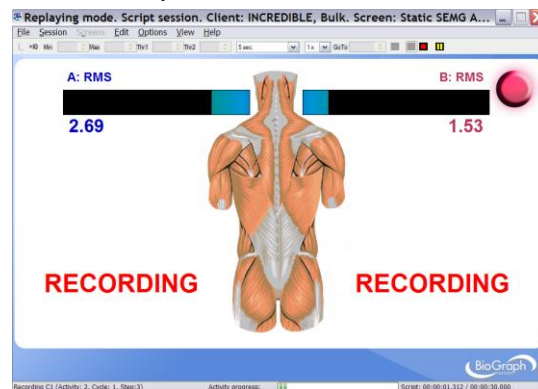 Replaying mode. Script session. Client: INCREDIBLE, Bulk. Screen: Static SEMG A...
File Session Screens Edit Options View Help
Min Max Thr1 Thr2 5 sec. 1 x GoTo
A: RMS B: RMS
2.69 1.53
RECORDING RECORDING
BioGraph
Recording C1 (Activity: 2, Cycle: 1, Step:3) Activity progress: Script: 00:00:01.312 / 00:00:30.000